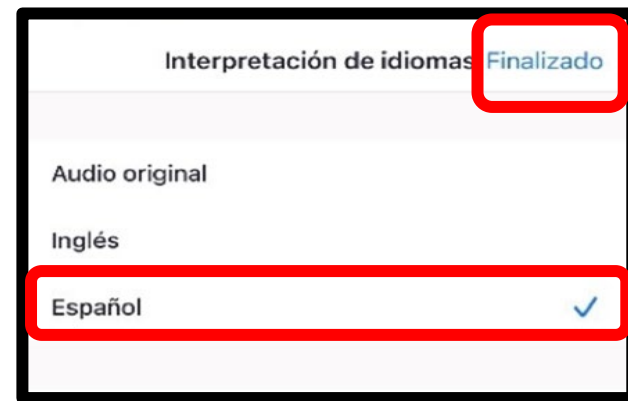 Interpretación de idiomas Finalizado
Audio original
Inglés
Español